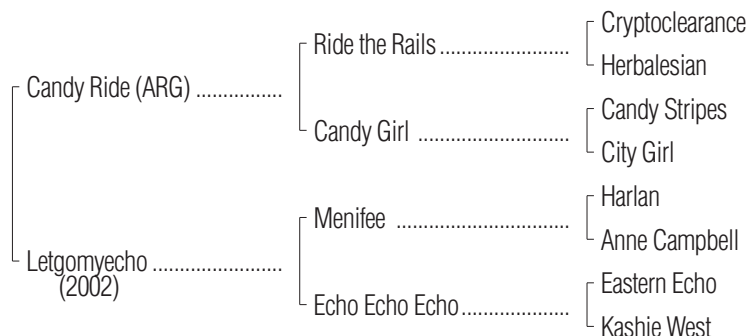 Cryptoclearance
Ride the Rails ......................
Herbalesian
Candy Ride (ARG) ................
Candy Stripes
Candy Girl .........................
City Girl
Harlan
Menifee .............................
Anne Campbell
Letgomyecho .......................
(2002)
Eastern Echo
Echo Echo Echo...................
Kashie West